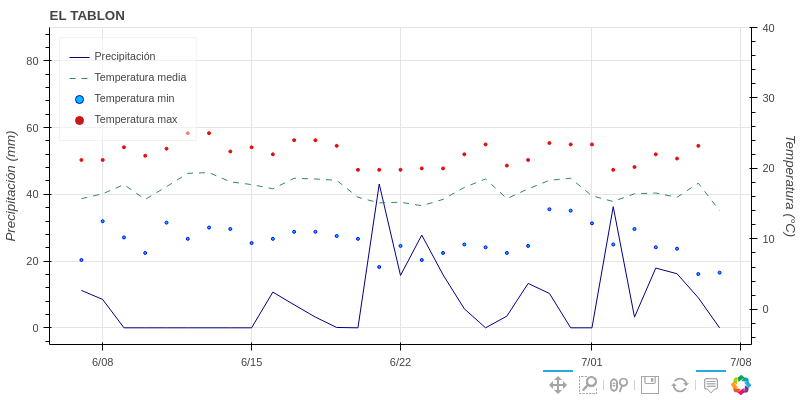 EL TABLON
Precipitación
Temperatura media
Temperatura min
Temperatura max
Precipitación (mm)
80
60
40
20
0
Temperatura (°C)
40
30
20
10
0
6/08
6/15
6/22
7/01
7/08